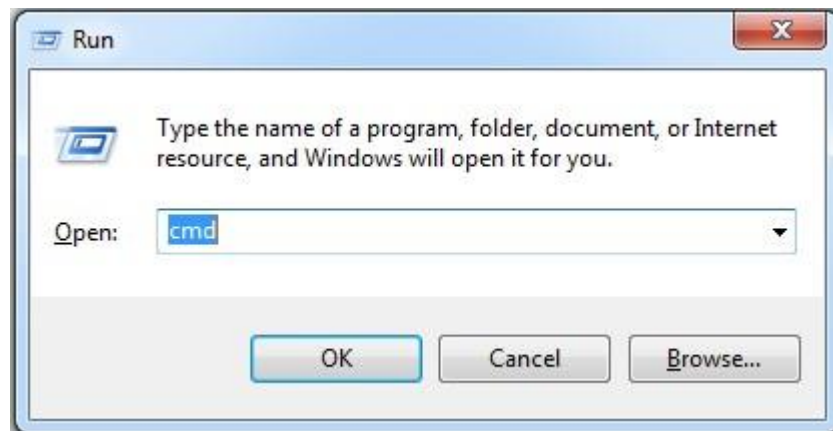 Run
Type the name of a program, folder, document, or Internet
resource, and Windows will open it for you.
Open: cmd
OK Cancel Browse...